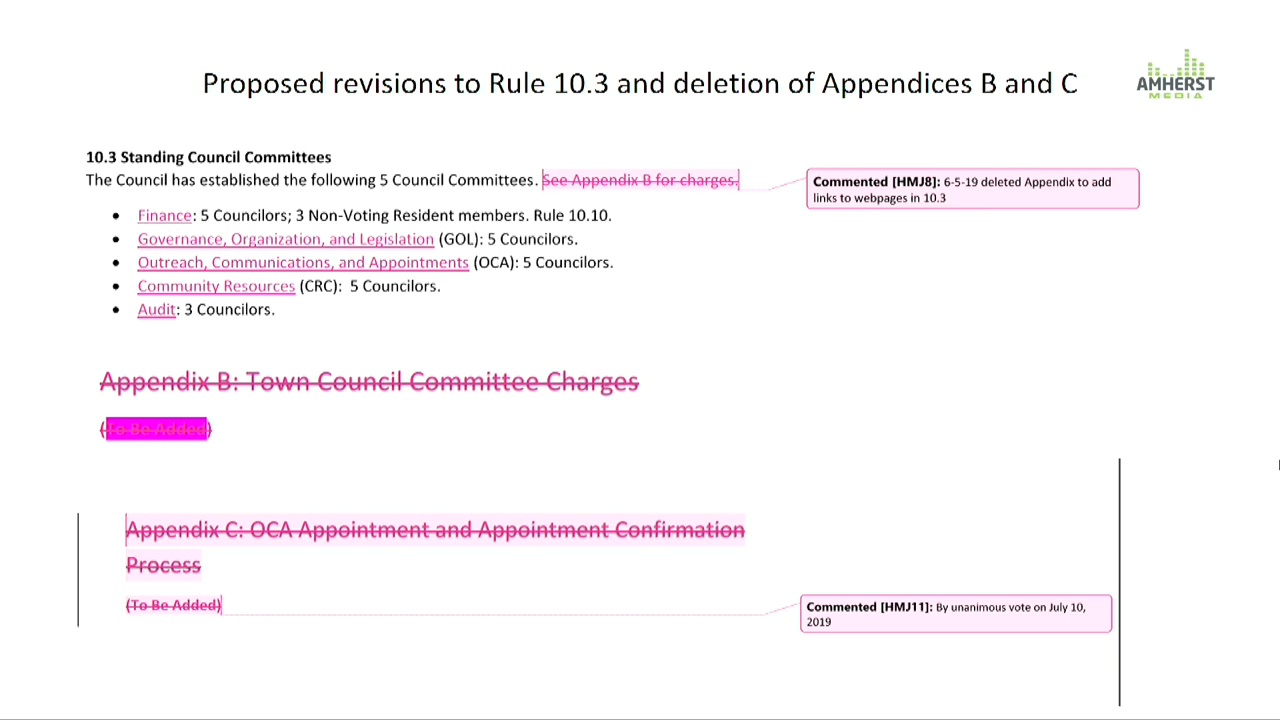 Proposed revisions to Rule 10.3 and deletion of Appendices B and C
AMHERST
MEDIA
10.3 Standing Council Committees
The Council has established the following 5 Council Committees. See Appendix B for charges.
Commented [HMJ8]: 6-5-19 deleted Appendix to add
links to webpages in 10.3
• Finance: 5 Councilors; 3 Non-Voting Resident members. Rule 10.10.
• Governance, Organization, and Legislation (GOL): 5 Councilors.
• Outreach, Communications, and Appointments (OCA): 5 Councilors.
• Community Resources (CRC): 5 Councilors.
• Audit: 3 Councilors.
Appendix B: Town Council Committee Charges
(To Be Added)
Appendix C: OCA Appointment and Appointment Confirmation
Process
(To Be Added)
Commented [HMJ11]: By unanimous vote on July 10,
2019